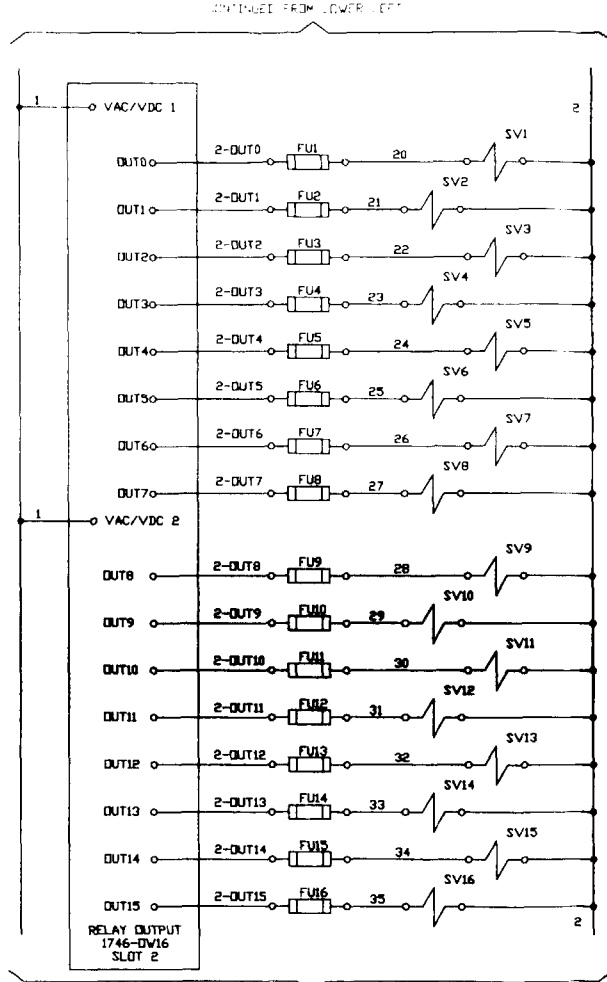 CONTINUED FROM LOWER LEFT
1 VAC/VDC 1 2
OUT0 2-OUT0 FU1 20 SV1
OUT1 2-OUT1 FU2 21 SV2
OUT2 2-OUT2 FU3 22 SV3
OUT3 2-OUT3 FU4 23 SV4
OUT4 2-OUT4 FU5 24 SV5
OUT5 2-OUT5 FU6 25 SV6
OUT6 2-OUT6 FU7 26 SV7
OUT7 2-OUT7 FU8 27 SV8
1 VAC/VDC 2
OUT8 2-OUT8 FU9 28 SV9
OUT9 2-OUT9 FU10 29 SV10
OUT10 2-OUT10 FU11 30 SV11
OUT11 2-OUT11 FU12 31 SV12
OUT12 2-OUT12 FU13 32 SV13
OUT13 2-OUT13 FU14 33 SV14
OUT14 2-OUT14 FU15 34 SV15
OUT15 2-OUT15 FU16 35 SV16
2
RELAY OUTPUT
1746-OW16
SLOT 2